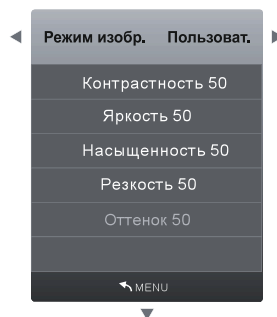 Режим изобр. Пользоват.
Контрастность 50
Яркость 50
Насыщенность 50
Резкость 50
Оттенок 50
MENU